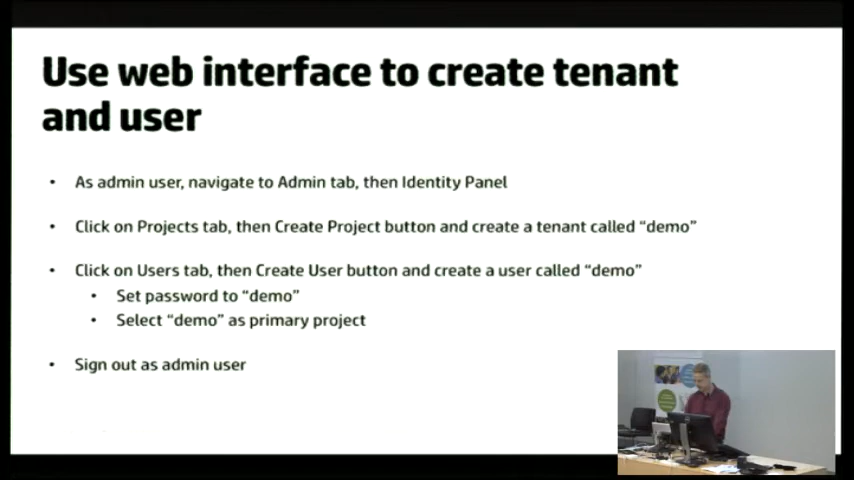 Use web interface to create tenant
and user
• As admin user, navigate to Admin tab, then Identity Panel
• Click on Projects tab, then Create Project button and create a tenant called “demo”
• Click on Users tab, then Create User button and create a user called “demo”
• Set password to “demo”
• Select “demo” as primary project
• Sign out as admin user